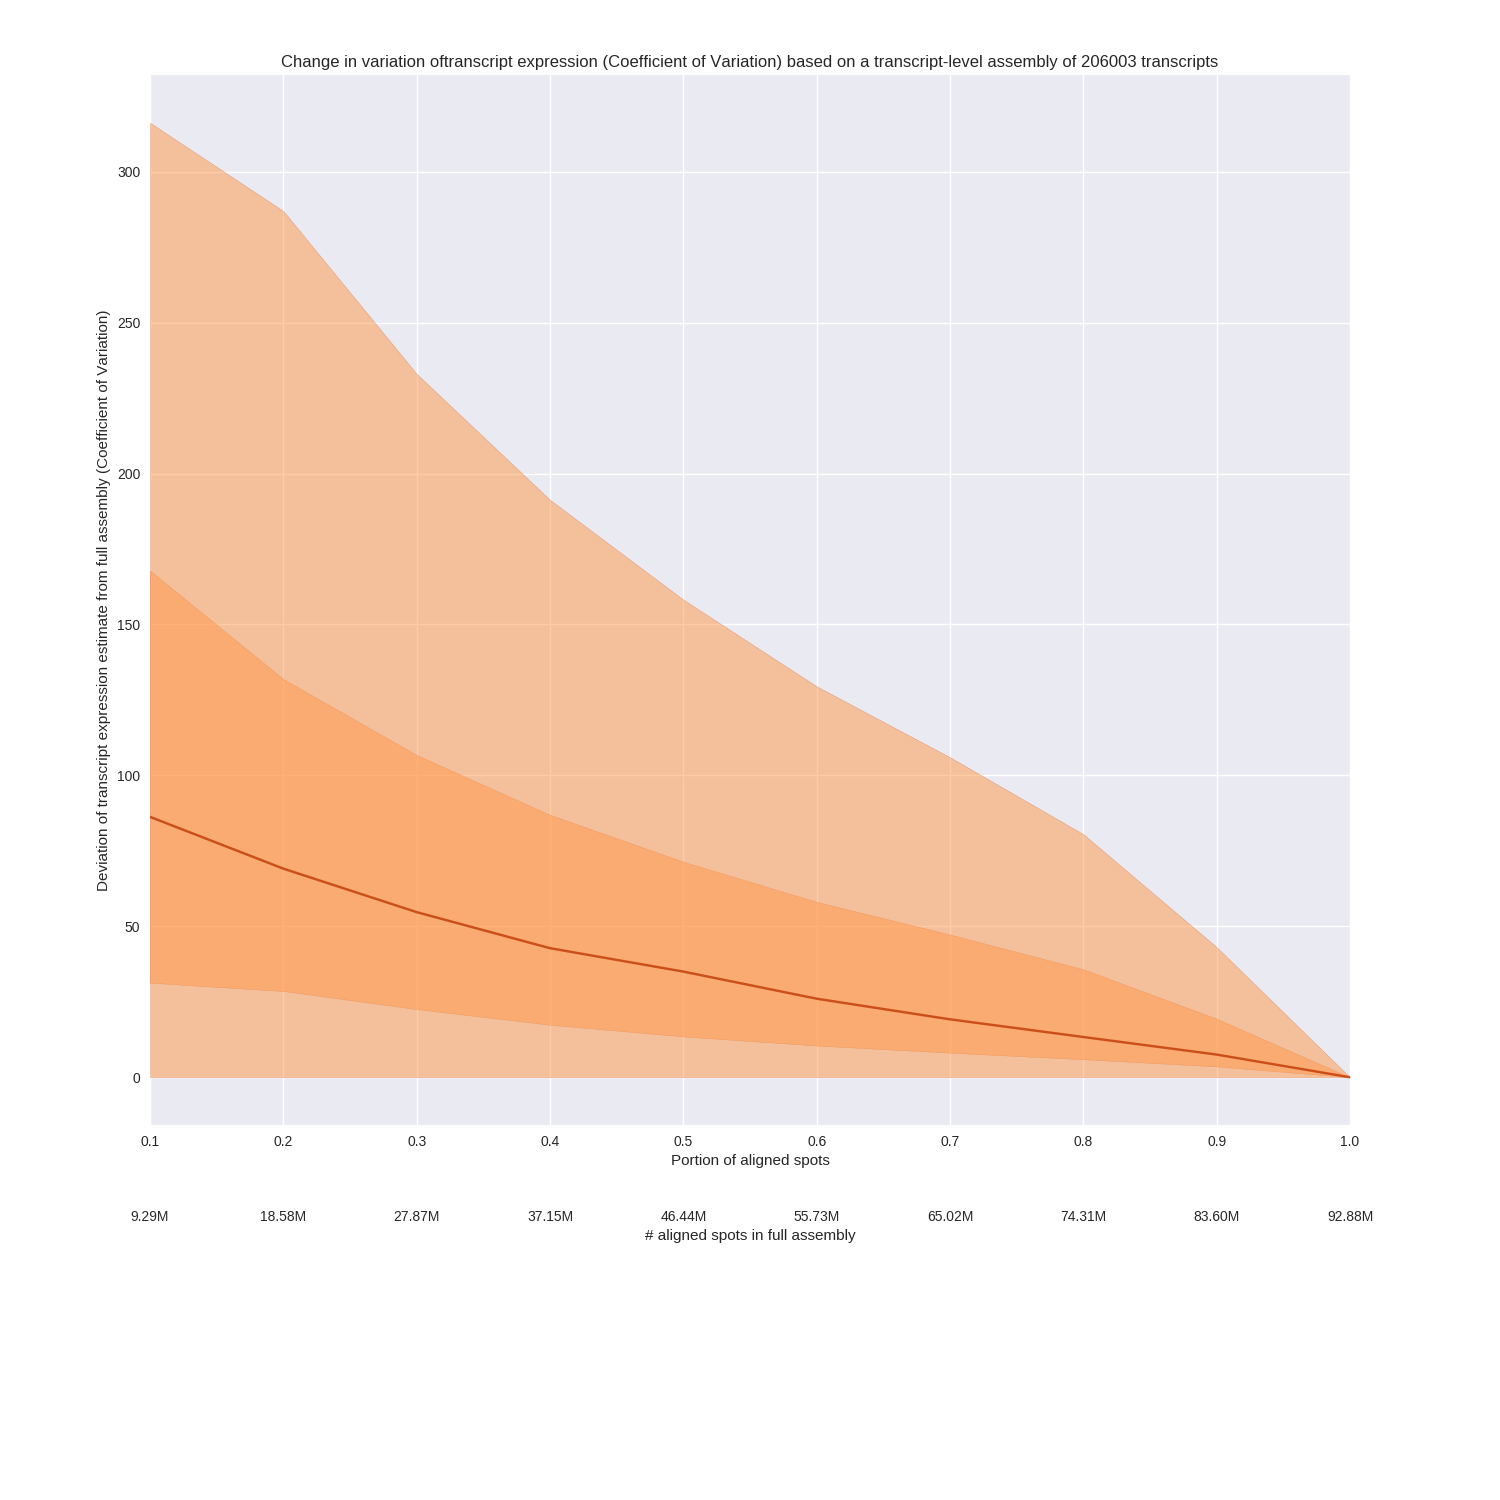 Change in variation oftranscript expression (Coefficient of Variation) based on a transcript-level assembly of 206003 transcripts
Deviation of transcript expression estimate from full assembly (Coefficient of Variation)
300
250
200
150
100
50
0
0.1 0.2 0.3 0.4 0.5 0.6 0.7 0.8 0.9 1.0
Portion of aligned spots
9.29M 18.58M 27.87M 37.15M 46.44M 55.73M 65.02M 74.31M 83.60M 92.88M
# aligned spots in full assembly